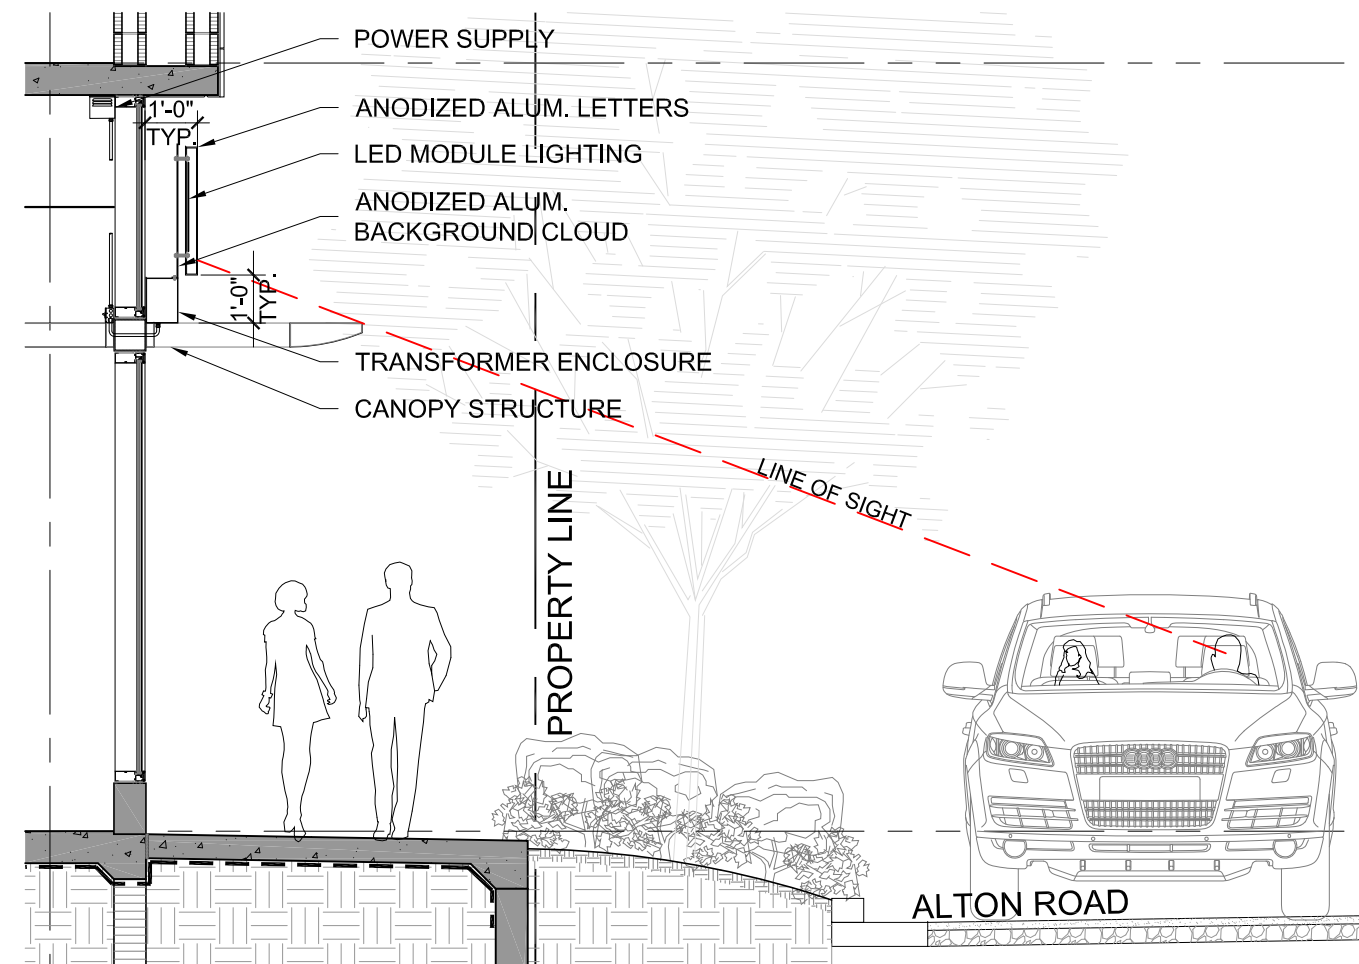 POWER SUPPLY
1'-0"
TYP.
ANODIZED ALUM. LETTERS
LED MODULE LIGHTING
ANODIZED ALUM.
BACKGROUND CLOUD
1'-0"
TYP.
TRANSFORMER ENCLOSURE
CANOPY STRUCTURE
LINE OF SIGHT
PROPERTY LINE
ALTON ROAD